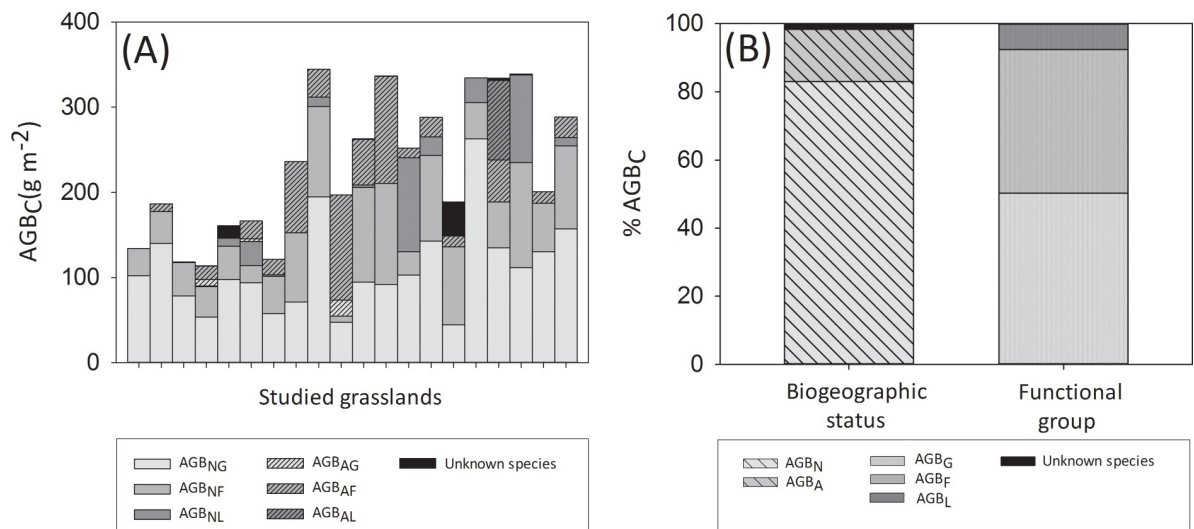 (A)
400
300
200
100
0
AGBC(g m-2)
Studied grasslands
AGBNG
AGBNF
AGBNL
AGBAG
AGBAF
AGBAL
Unknown species
(B)
100
80
60
40
20
0
% AGBC
Biogeographic
status
Functional
group
AGBN
AGBA
AGBG
AGBF
AGBL
Unknown species